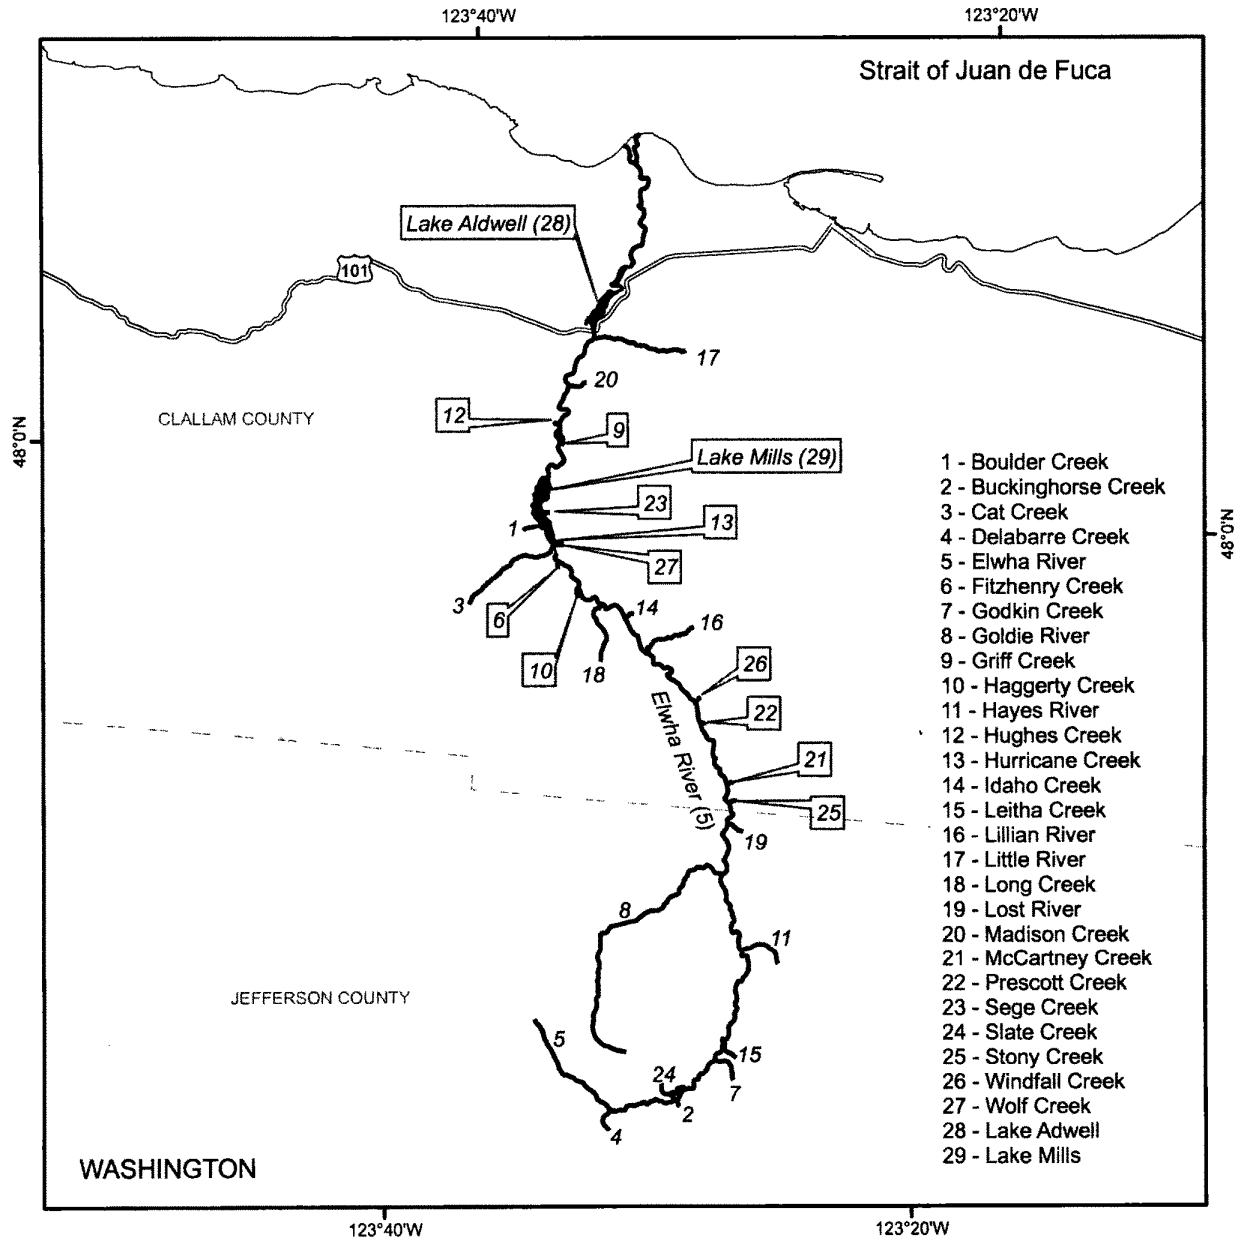 123°40'W
123°20'W
Strait of Juan de Fuca
Lake Aldwell (28)
101
17
20
CLALLAM COUNTY
12
9
48°0'N
Lake Mills (29)
23
1
13
48°0'N
27
3
6
14
16
10
18
26
Elwha River (5)
22
21
25
19
8
11
JEFFERSON COUNTY
5
15
24
7
2
4
1 - Boulder Creek
2 - Buckinghorse Creek
3 - Cat Creek
4 - Delabarre Creek
5 - Elwha River
6 - Fitzhenry Creek
7 - Godkin Creek
8 - Goldie River
9 - Griff Creek
10 - Haggerty Creek
11 - Hayes River
12 - Hughes Creek
13 - Hurricane Creek
14 - Idaho Creek
15 - Leitha Creek
16 - Lillian River
17 - Little River
18 - Long Creek
19 - Lost River
20 - Madison Creek
21 - McCartney Creek
22 - Prescott Creek
23 - Sege Creek
24 - Slate Creek
25 - Stony Creek
26 - Windfall Creek
27 - Wolf Creek
28 - Lake Adwell
29 - Lake Mills
WASHINGTON
123°40'W
123°20'W